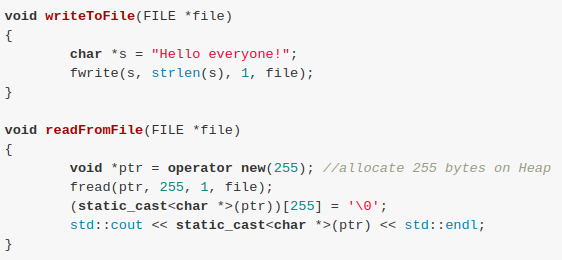 void writeToFile(FILE *file)
{
        char *s = "Hello everyone!";
        fwrite(s, strlen(s), 1, file);
}

void readFromFile(FILE *file)
{
        void *ptr = operator new(255); //allocate 255 bytes on Heap
        fread(ptr, 255, 1, file);
        (static_cast<char *>(ptr))[255] = '\0';
        std::cout << static_cast<char *>(ptr) << std::endl;
}